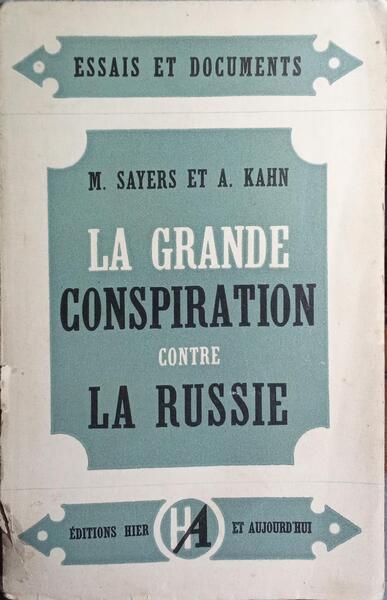 ESSAIS ET DOCUMENTS
M. SAYERS ET A. KAHN
LA GRANDE
CONSPIRATION
CONTRE
LA RUSSIE
ÉDITIONS HIER HA ET AUJOURD'HUI